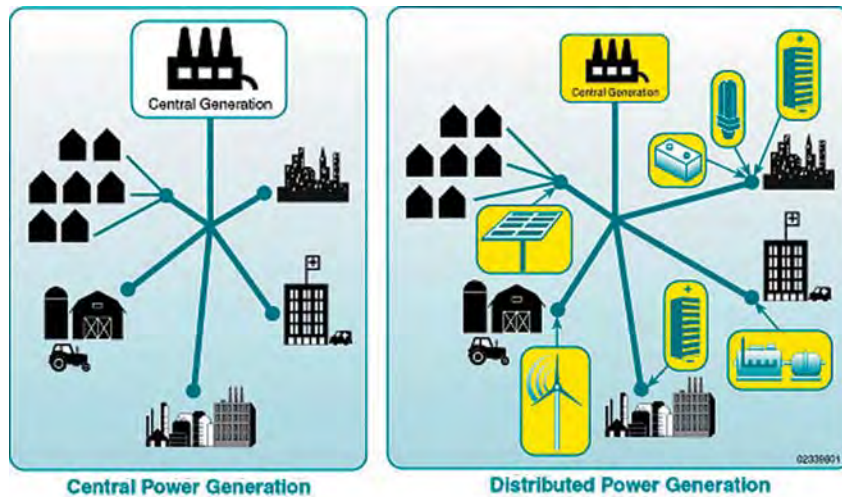 Central Generation
Central Generation
02339801
Central Power Generation
Distributed Power Generation